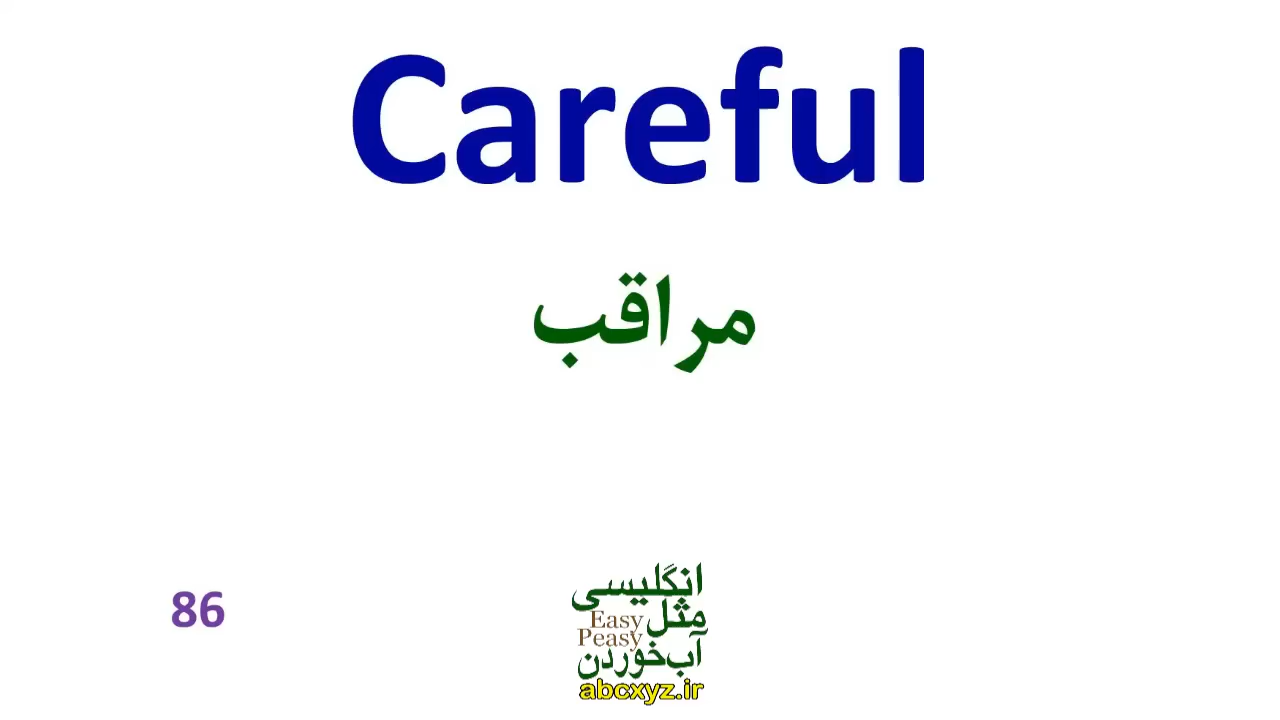 Careful
مراقب
86
انگلیسی
مثل
Easy
Peasy
آب‌خوردن
abcxyz.ir